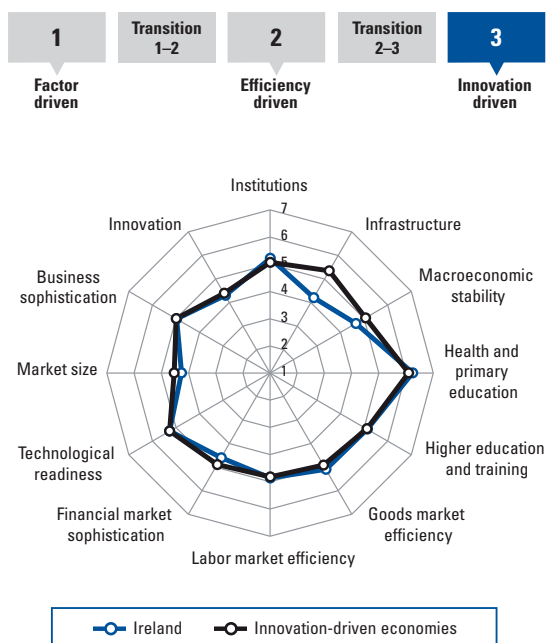 1
Transition
1–2
2
Transition
2–3
3
Factor
driven
Efficiency
driven
Innovation
driven
Institutions
Infrastructure
Macroeconomic
stability
Health and
primary
education
Higher education
and training
Goods market
efficiency
Labor market efficiency
Financial market
sophistication
Technological
readiness
Market size
Business
sophistication
Innovation
7
6
5
4
3
2
1
Ireland
Innovation-driven economies